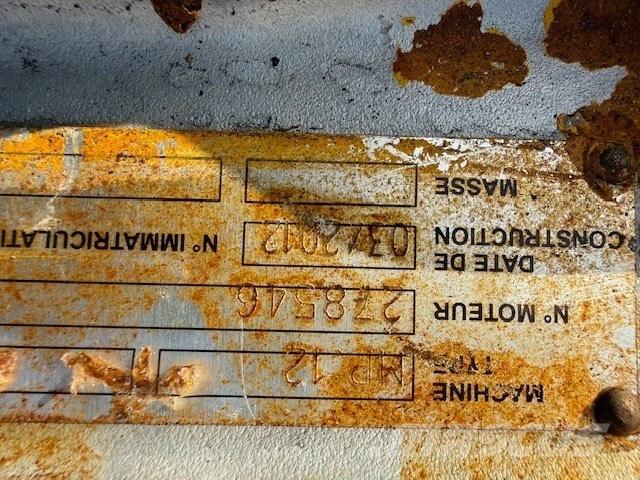 MACHINE
TYPE MP 12
N° MOTEUR 278546
DATE DE
CONSTRUCTION 03/2012 N° IMMATRICULATI
MASSE